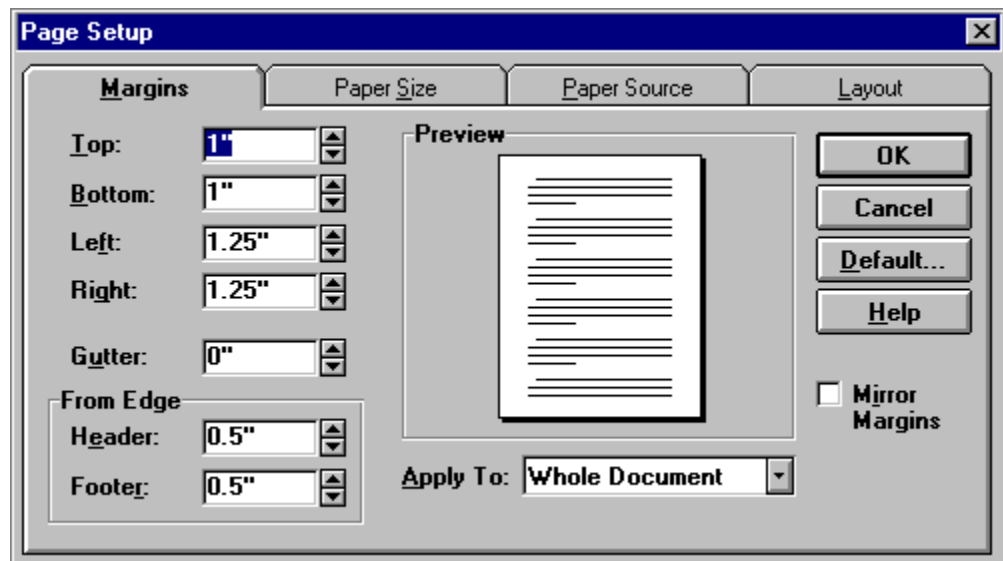 Page Setup
Margins Paper Size Paper Source Layout
Top: 1"
Bottom: 1"
Left: 1.25"
Right: 1.25"
Gutter: 0"
From Edge
Header: 0.5"
Footer: 0.5"
Preview
Apply To: Whole Document
OK
Cancel
Default...
Help
Mirror
Margins